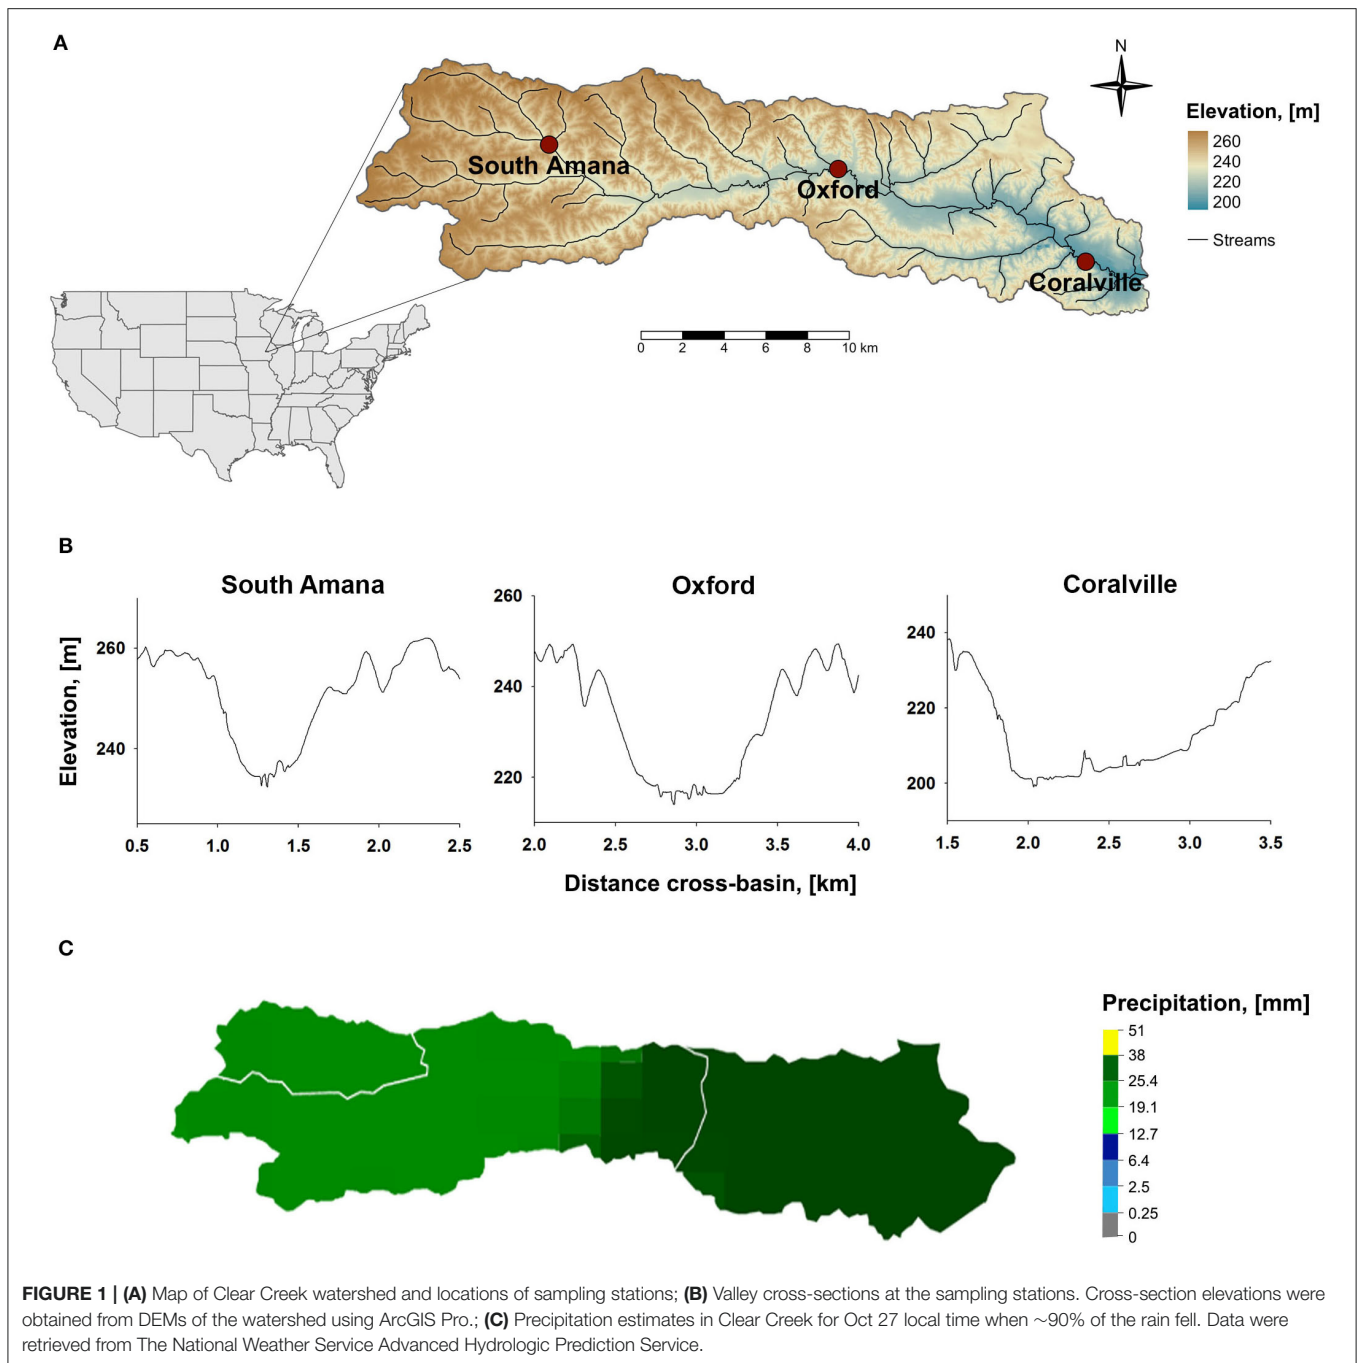 A
N
South Amana
Oxford
Coralville
Elevation, [m]
260
240
220
200
Streams
0 2 4 6 8 10 km
B
South Amana
Oxford
Coralville
Elevation, [m]
260
240
0.5 1.0 1.5 2.0 2.5
260
240
220
2.0 2.5 3.0 3.5 4.0
240
220
200
1.5 2.0 2.5 3.0 3.5
Distance cross-basin, [km]
C
Precipitation, [mm]
51
38
25.4
19.1
12.7
6.4
2.5
0.25
0
FIGURE 1 | (A) Map of Clear Creek watershed and locations of sampling stations; (B) Valley cross-sections at the sampling stations. Cross-section elevations were
obtained from DEMs of the watershed using ArcGIS Pro.; (C) Precipitation estimates in Clear Creek for Oct 27 local time when ~90% of the rain fell. Data were
retrieved from The National Weather Service Advanced Hydrologic Prediction Service.